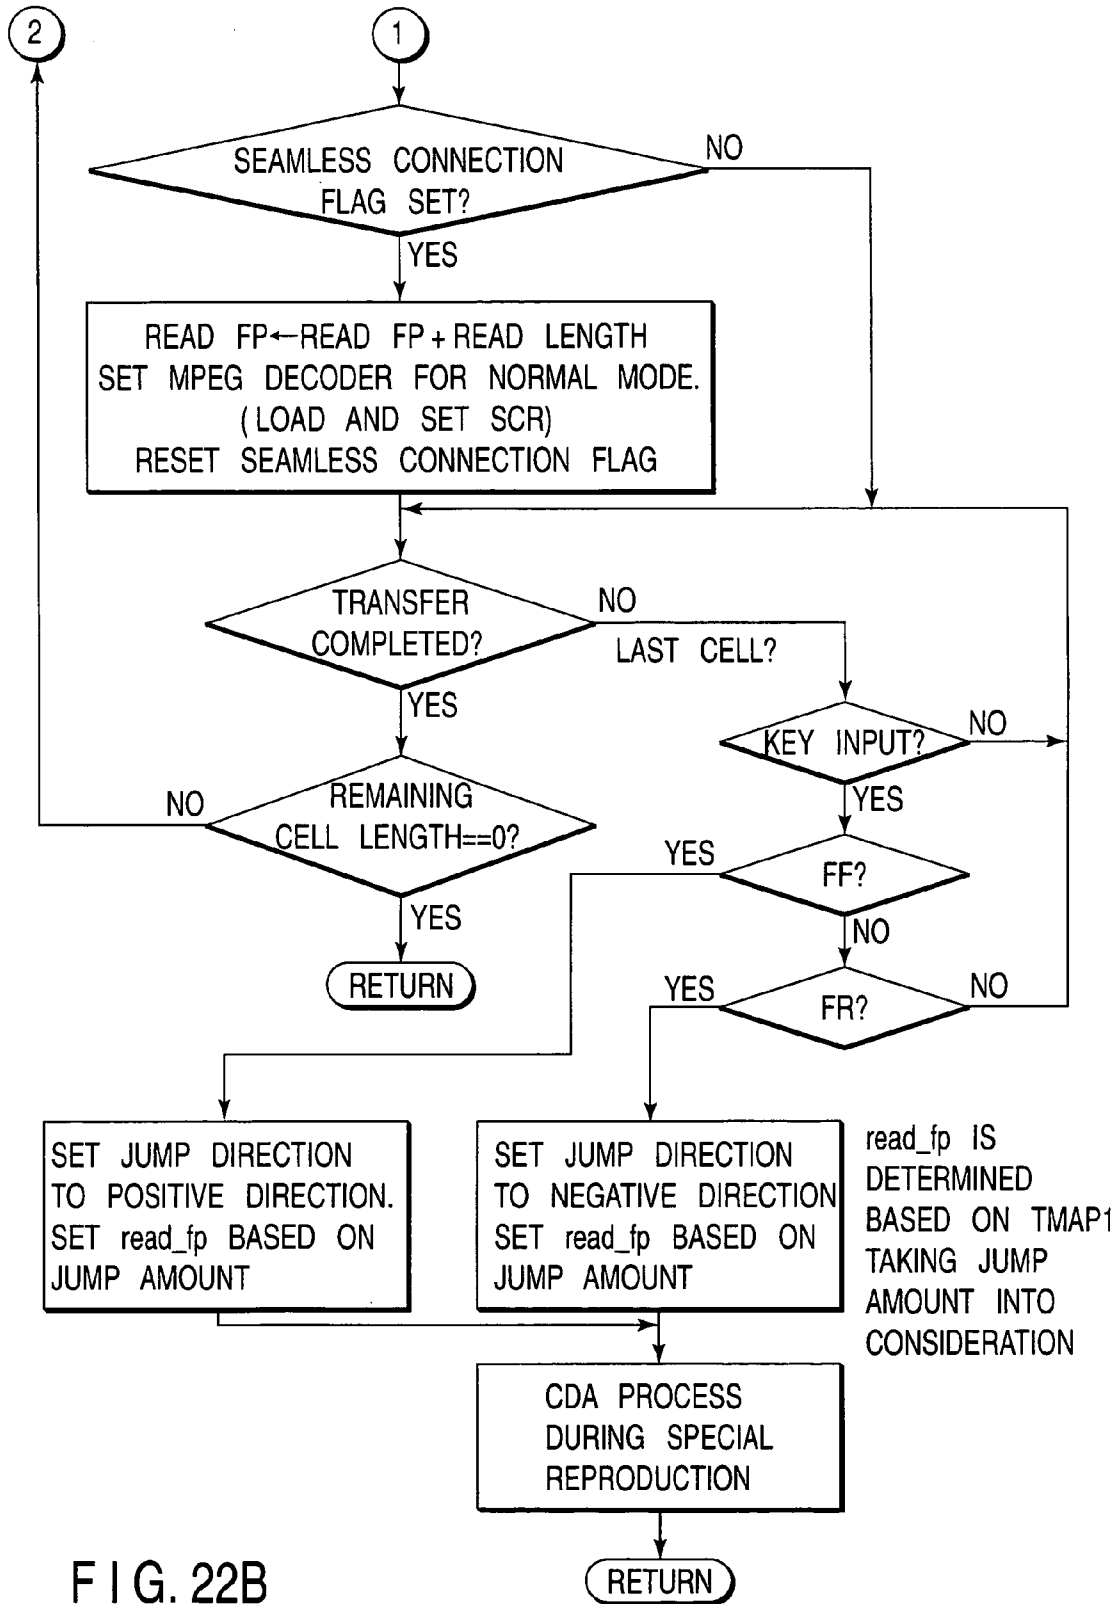 2
1
SEAMLESS CONNECTION
FLAG SET?
NO
YES
READ FP←READ FP + READ LENGTH
SET MPEG DECODER FOR NORMAL MODE.
(LOAD AND SET SCR)
RESET SEAMLESS CONNECTION FLAG
TRANSFER
COMPLETED?
NO
LAST CELL?
YES
KEY INPUT?
NO
YES
REMAINING
CELL LENGTH==0?
NO
YES
RETURN
FF?
YES
NO
FR?
YES
NO
SET JUMP DIRECTION
TO POSITIVE DIRECTION.
SET read_fp BASED ON
JUMP AMOUNT
SET JUMP DIRECTION
TO NEGATIVE DIRECTION
SET read_fp BASED ON
JUMP AMOUNT
read_fp IS
DETERMINED
BASED ON TMAP1
TAKING JUMP
AMOUNT INTO
CONSIDERATION
CDA PROCESS
DURING SPECIAL
REPRODUCTION
RETURN
FIG. 22B